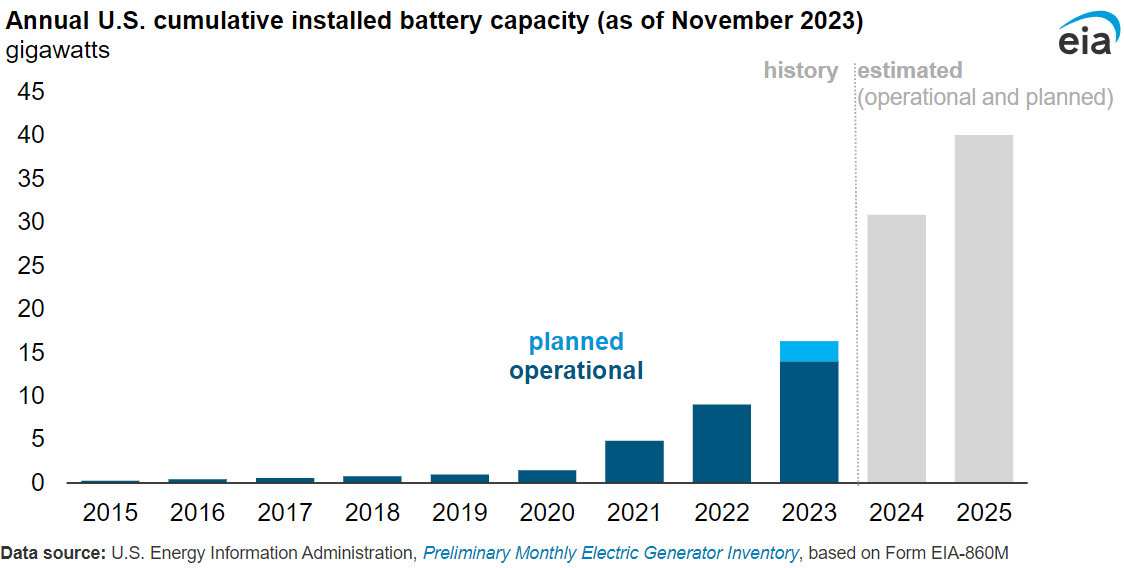 Annual U.S. cumulative installed battery capacity (as of November 2023)
gigawatts
eia
history
estimated
(operational and planned)
45
40
35
30
25
20
15
10
5
0
planned
operational
2015 2016 2017 2018 2019 2020 2021 2022 2023 2024 2025
Data source: U.S. Energy Information Administration, Preliminary Monthly Electric Generator Inventory, based on Form EIA-860M